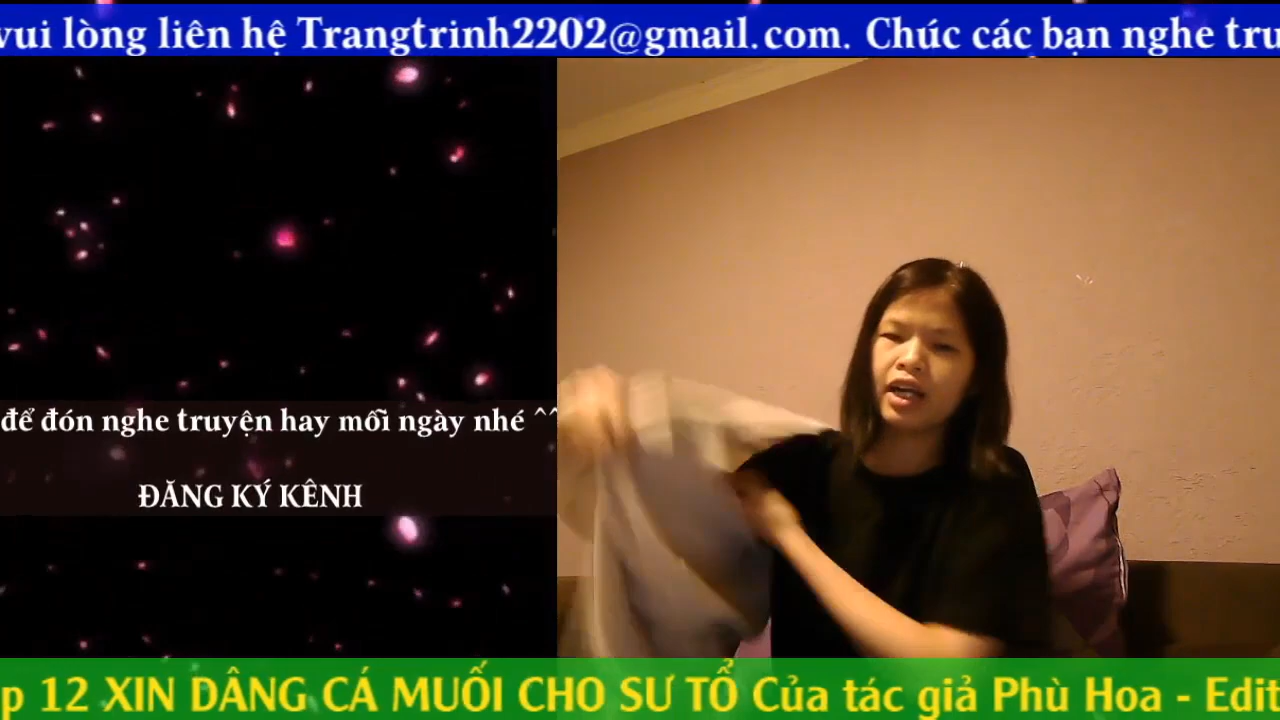 vui lòng liên hệ Trangtrinh2202@gmail.com. Chúc các bạn nghe tru
để đón nghe truyện hay mỗi ngày nhé ^^
ĐĂNG KÝ KÊNH
p 12 XIN DÂNG CÁ MUỐI CHO SƯ TỔ Của tác giả Phù Hoa - Edit